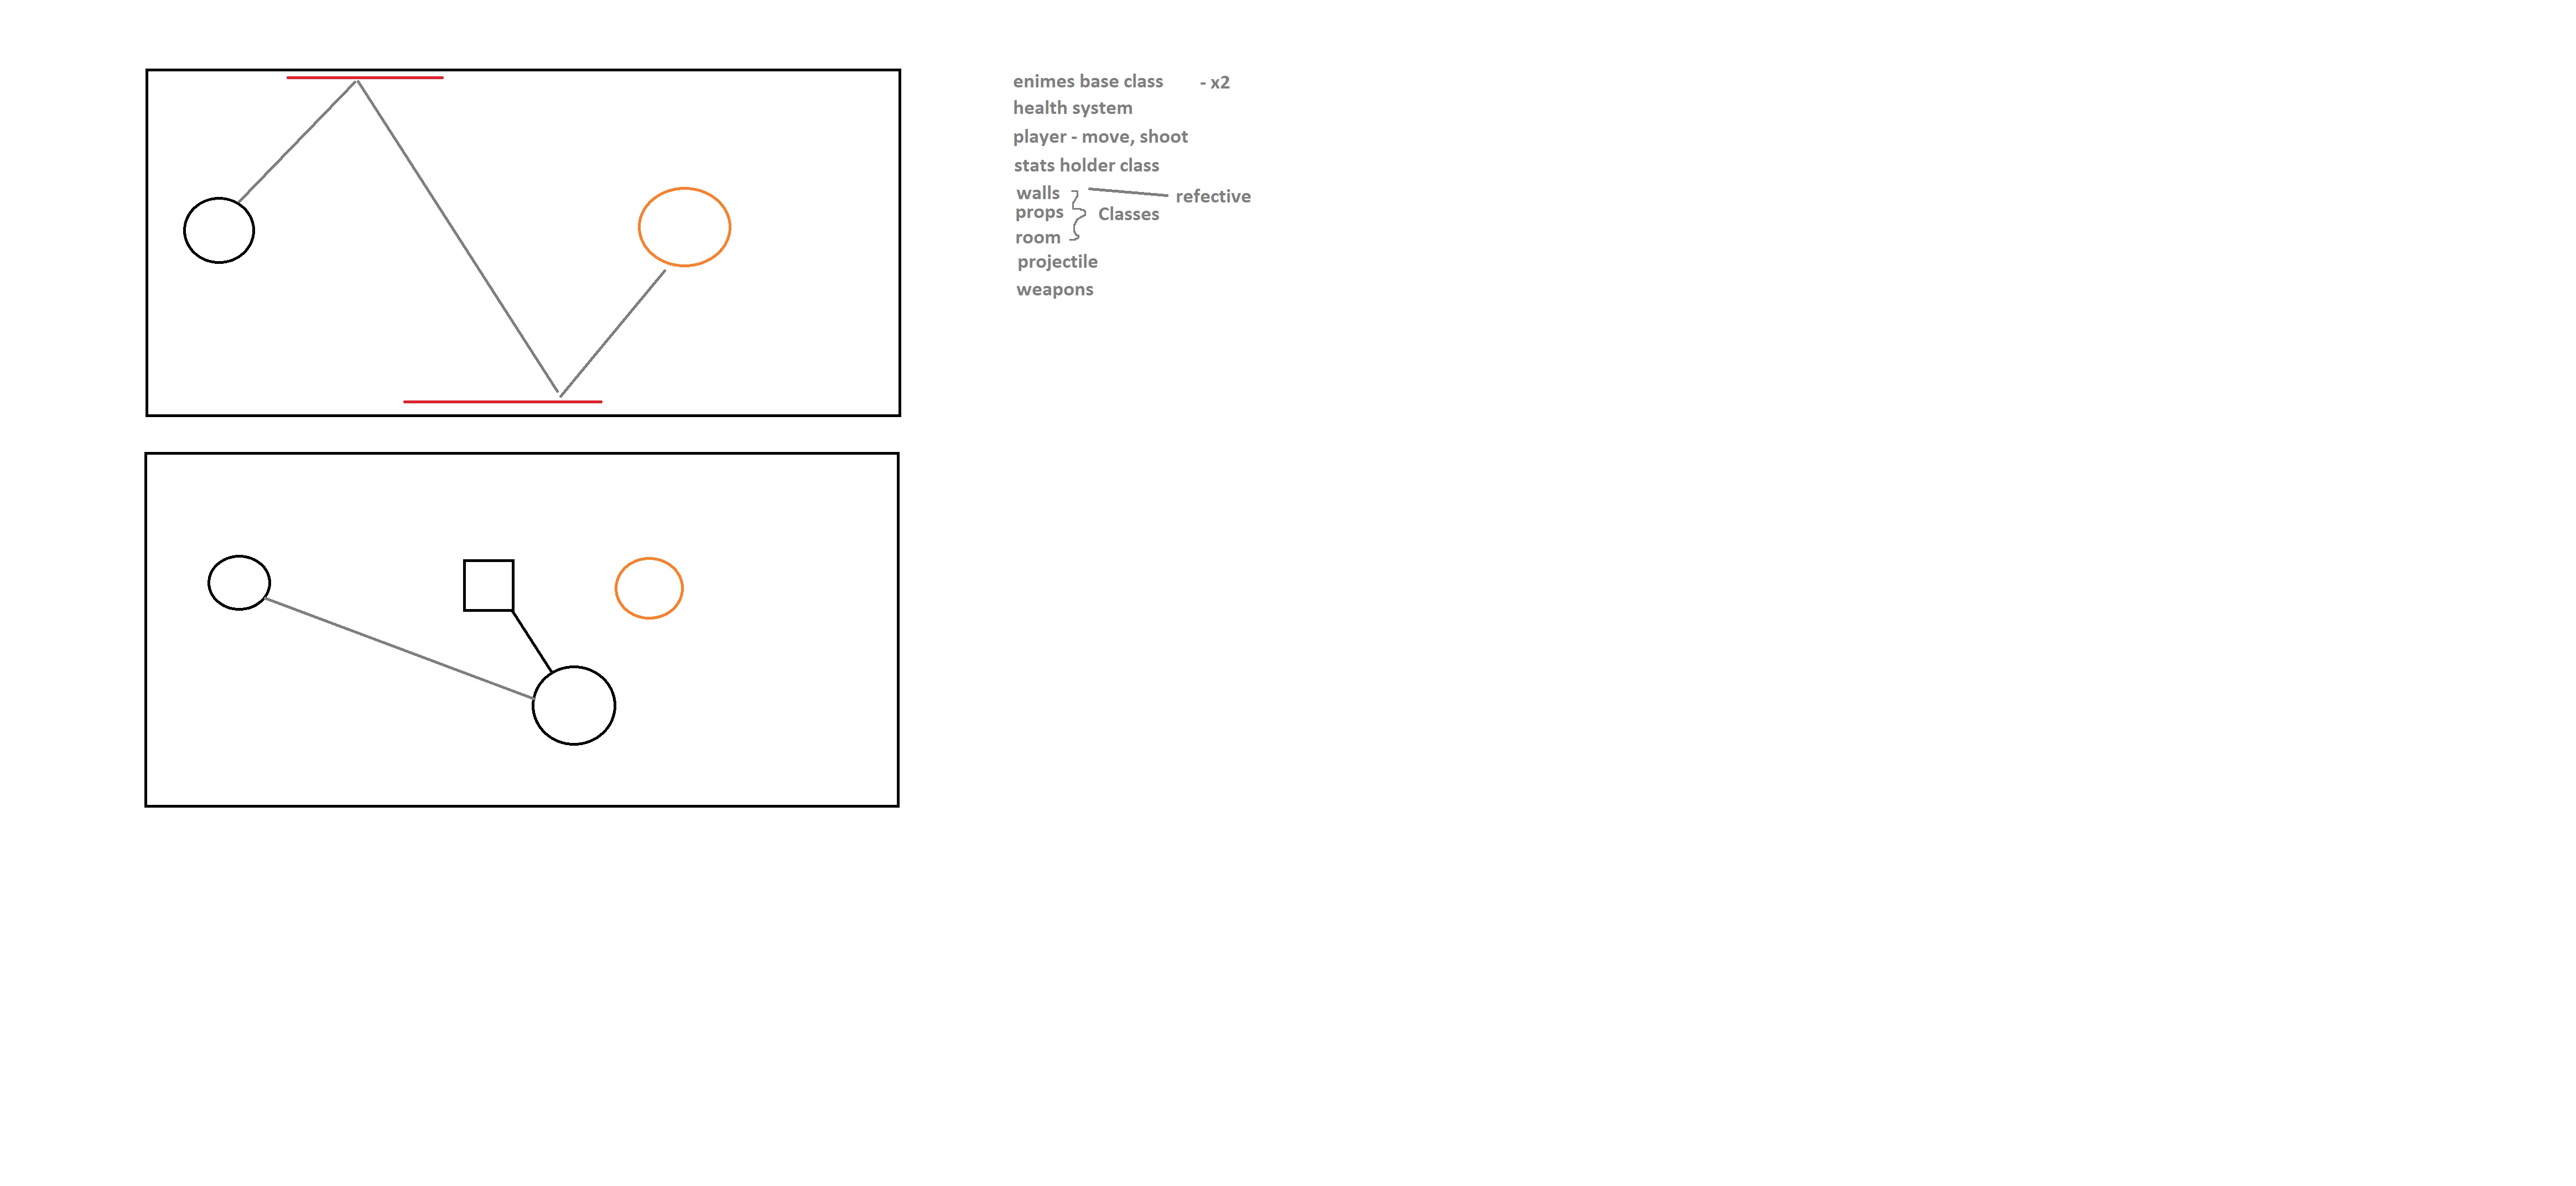 enimes base class - x2
health system
player - move, shoot
stats holder class
walls refective
props Classes
room
projectile
weapons